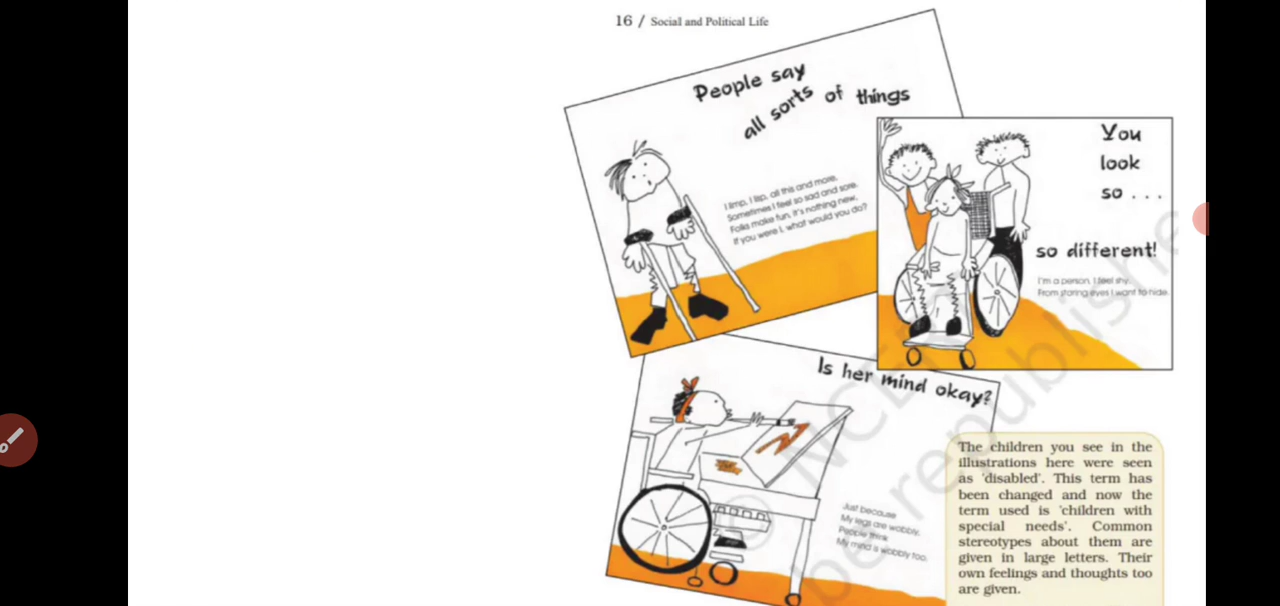 16 / Social and Political Life
People say
all sorts of things
I limp, I lisp, all this and more,
Sometimes I feel so sad and sore.
Folks make fun, it's nothing new,
If you were I, what would you do?
You
look
so . . .
so different!
I'm a person, I feel shy,
From staring eyes I want to hide.
Is her mind okay?
Just because
My legs are wobbly,
People think
My mind is wobbly too.
The children you see in the
illustrations here were seen
as 'disabled'. This term has
been changed and now the
term used is 'children with
special needs'. Common
stereotypes about them are
given in large letters. Their
own feelings and thoughts too
are given.
© NCERT
be republished